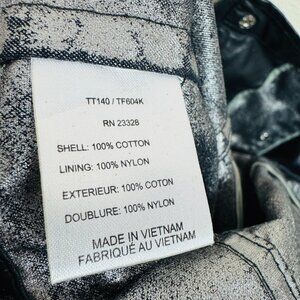 TT140 / TF604K
RN 23328
SHELL: 100% COTTON
LINING: 100% NYLON
EXTERIEUR: 100% COTON
DOUBLURE: 100% NYLON
MADE IN VIETNAM
FABRIQUÉ AU VIETNAM